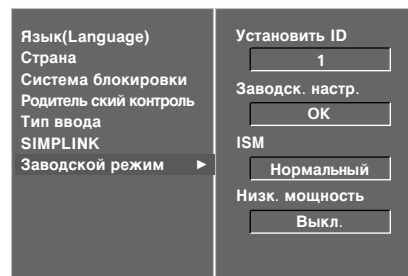 Язык(Language)
Страна
Система блокировки
Родитель ский контроль
Тип ввода
SIMPLINK
Заводской режим ►
Установить ID
1
Заводск. настр.
ОК
ISM
Нормальный
Низк. мощность
Выкл.